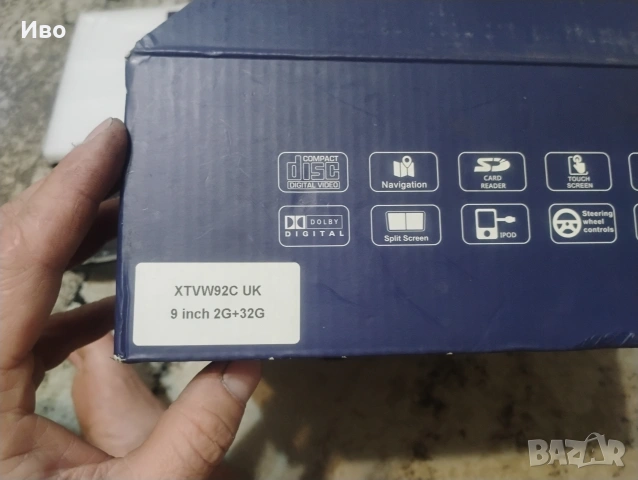 Иво
COMPACT
disc
DIGITAL VIDEO
Navigation
SD
CARD
READER
TOUCH
SCREEN
DOLBY
DIGITAL
Split Screen
IPOD
Steering
wheel
controls
XTVW92C UK
9 inch 2G+32G
BAZAR